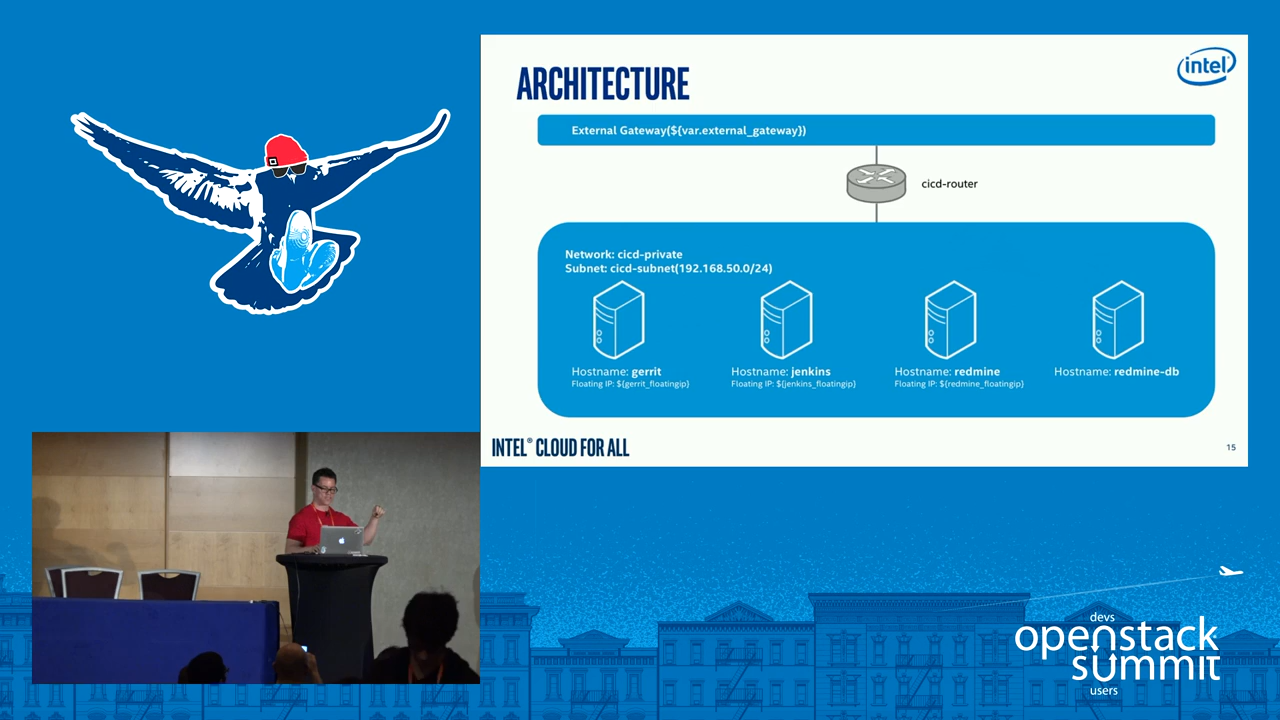 ARCHITECTURE
intel
External Gateway(${var.external_gateway})
cicd-router
Network: cicd-private
Subnet: cicd-subnet(192.168.50.0/24)
Hostname: gerrit
Floating IP: ${gerrit_floatingip}
Hostname: jenkins
Floating IP: ${jenkins_floatingip}
Hostname: redmine
Floating IP: ${redmine_floatingip}
Hostname: redmine-db
INTEL® CLOUD FOR ALL
15
devs
openstack
summit
users